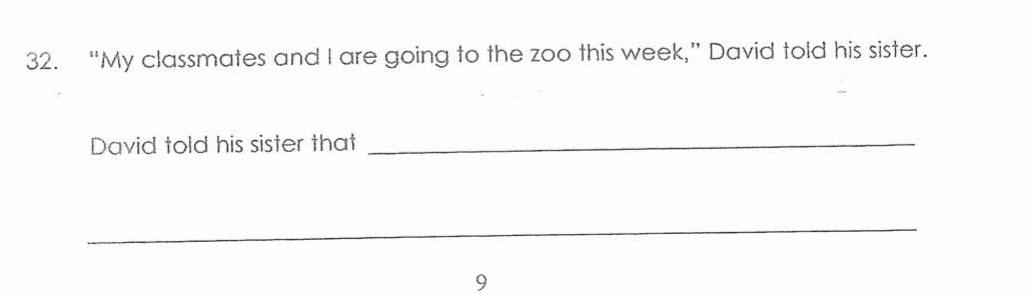 32. "My classmates and I are going to the zoo this week," David told his sister.
David told his sister that
9